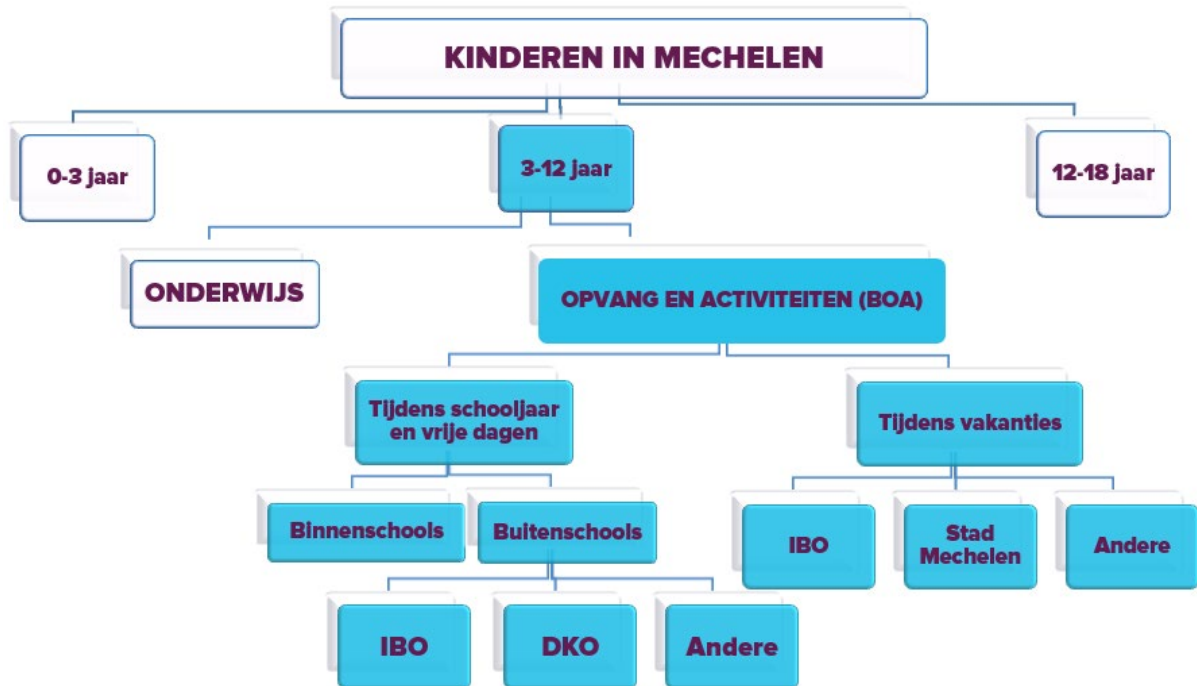 KINDEREN IN MECHELEN
0-3 jaar
3-12 jaar
12-18 jaar
ONDERWIJS
OPVANG EN ACTIVITEITEN (BOA)
Tijdens schooljaar
en vrije dagen
Tijdens vakanties
Binnenschools
Buitenschools
IBO
Stad
Mechelen
Andere
IBO
DKO
Andere